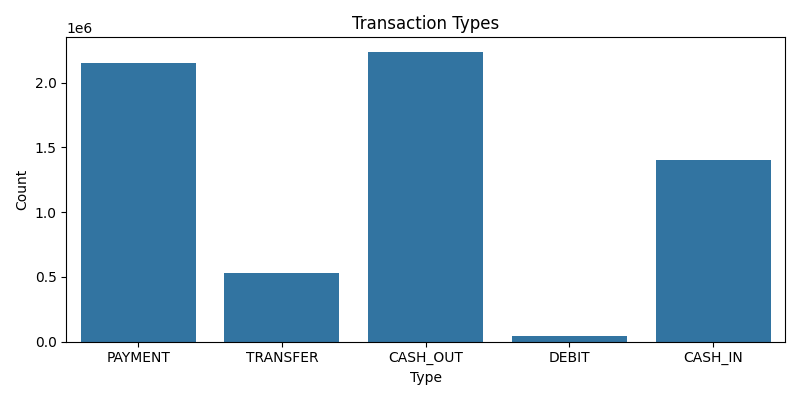 Transaction Types
1e6
2.0
1.5
1.0
0.5
0.0
Count
PAYMENT TRANSFER CASH_OUT DEBIT CASH_IN
Type